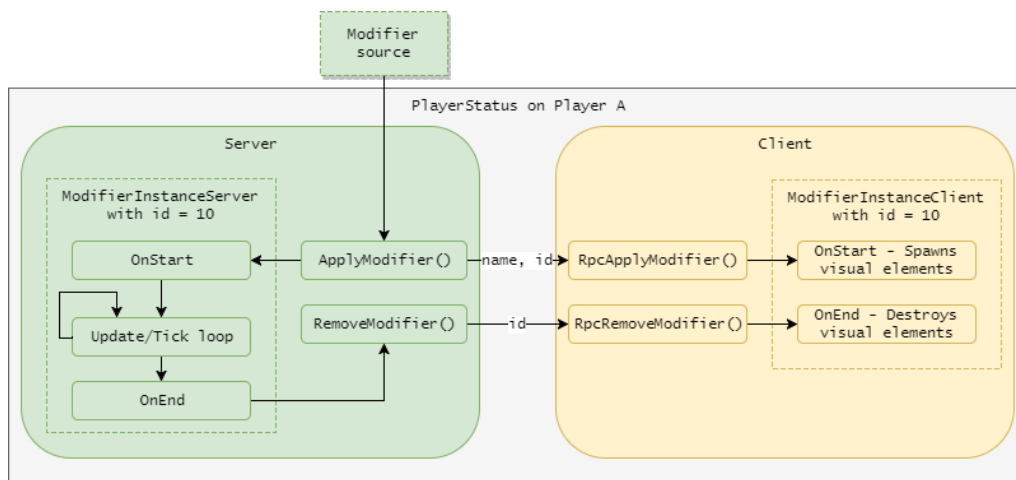 Modifier
source
PlayerStatus on Player A
Server
ModifierInstanceServer
with id = 10
OnStart
Update/Tick loop
OnEnd
ApplyModifier()
RemoveModifier()
name, id
id
Client
RpcApplyModifier()
RpcRemoveModifier()
ModifierInstanceClient
with id = 10
OnStart - Spawns
visual elements
OnEnd - Destroys
visual elements